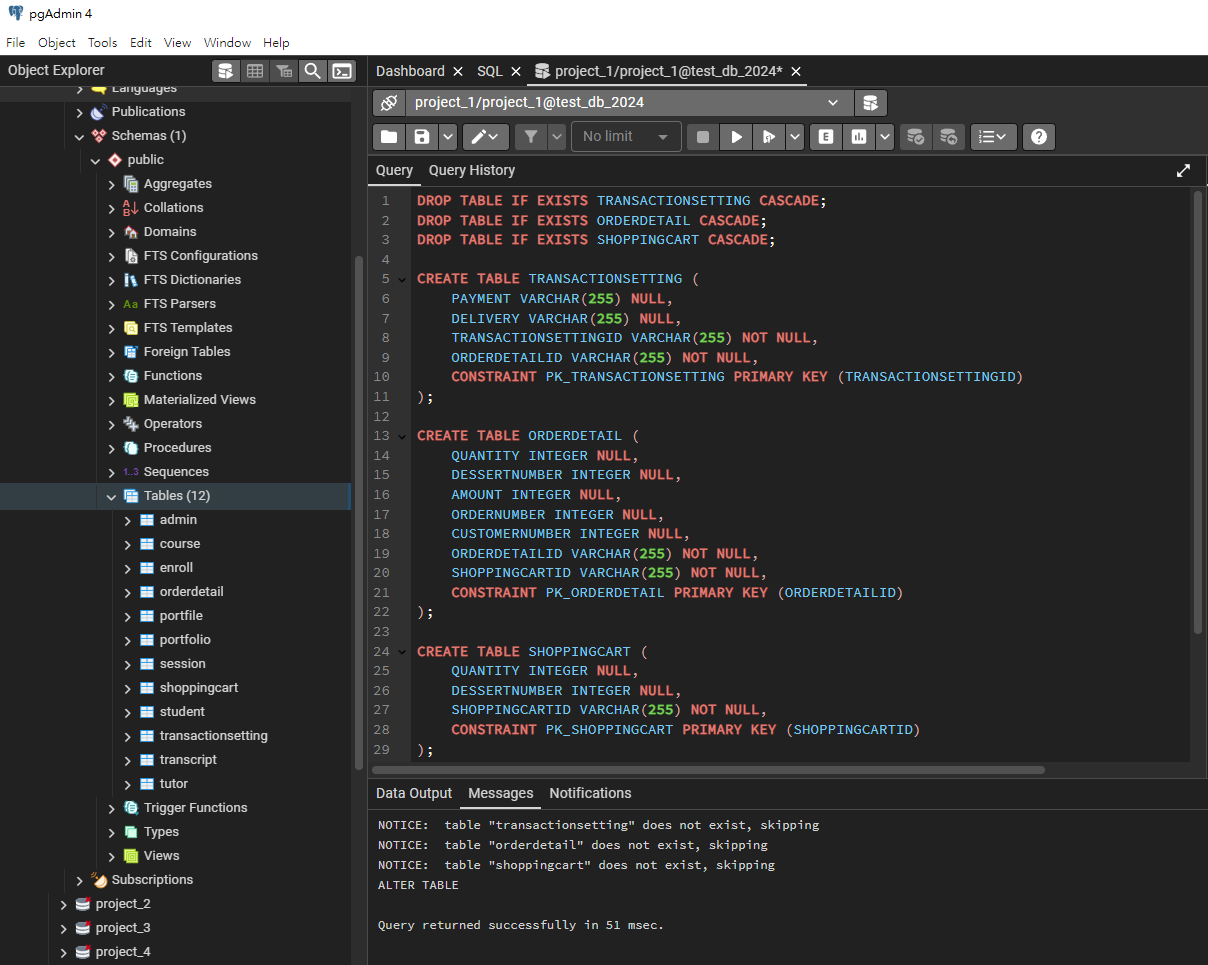 pgAdmin 4
File Object Tools Edit View Window Help
Object Explorer
Languages
Publications
Schemas (1)
public
Aggregates
Collations
Domains
FTS Configurations
FTS Dictionaries
Aa FTS Parsers
FTS Templates
Foreign Tables
Functions
Materialized Views
Operators
Procedures
1..3 Sequences
Tables (12)
admin
course
enroll
orderdetail
portfile
portfolio
session
shoppingcart
student
transactionsetting
transcript
tutor
Trigger Functions
Types
Views
Subscriptions
project_2
project_3
project_4
Dashboard SQL project_1/project_1@test_db_2024*
project_1/project_1@test_db_2024
No limit E
Query Query History
1 DROP TABLE IF EXISTS TRANSACTIONSETTING CASCADE;
2 DROP TABLE IF EXISTS ORDERDETAIL CASCADE;
3 DROP TABLE IF EXISTS SHOPPINGCART CASCADE;
4
5 CREATE TABLE TRANSACTIONSETTING (
6 PAYMENT VARCHAR(255) NULL,
7 DELIVERY VARCHAR(255) NULL,
8 TRANSACTIONSETTINGID VARCHAR(255) NOT NULL,
9 ORDERDETAILID VARCHAR(255) NOT NULL,
10 CONSTRAINT PK_TRANSACTIONSETTING PRIMARY KEY (TRANSACTIONSETTINGID)
11 );
12
13 CREATE TABLE ORDERDETAIL (
14 QUANTITY INTEGER NULL,
15 DESSERTNUMBER INTEGER NULL,
16 AMOUNT INTEGER NULL,
17 ORDERNUMBER INTEGER NULL,
18 CUSTOMERNUMBER INTEGER NULL,
19 ORDERDETAILID VARCHAR(255) NOT NULL,
20 SHOPPINGCARTID VARCHAR(255) NOT NULL,
21 CONSTRAINT PK_ORDERDETAIL PRIMARY KEY (ORDERDETAILID)
22 );
23
24 CREATE TABLE SHOPPINGCART (
25 QUANTITY INTEGER NULL,
26 DESSERTNUMBER INTEGER NULL,
27 SHOPPINGCARTID VARCHAR(255) NOT NULL,
28 CONSTRAINT PK_SHOPPINGCART PRIMARY KEY (SHOPPINGCARTID)
29 );
Data Output Messages Notifications
NOTICE:  table "transactionsetting" does not exist, skipping
NOTICE:  table "orderdetail" does not exist, skipping
NOTICE:  table "shoppingcart" does not exist, skipping
ALTER TABLE
Query returned successfully in 51 msec.